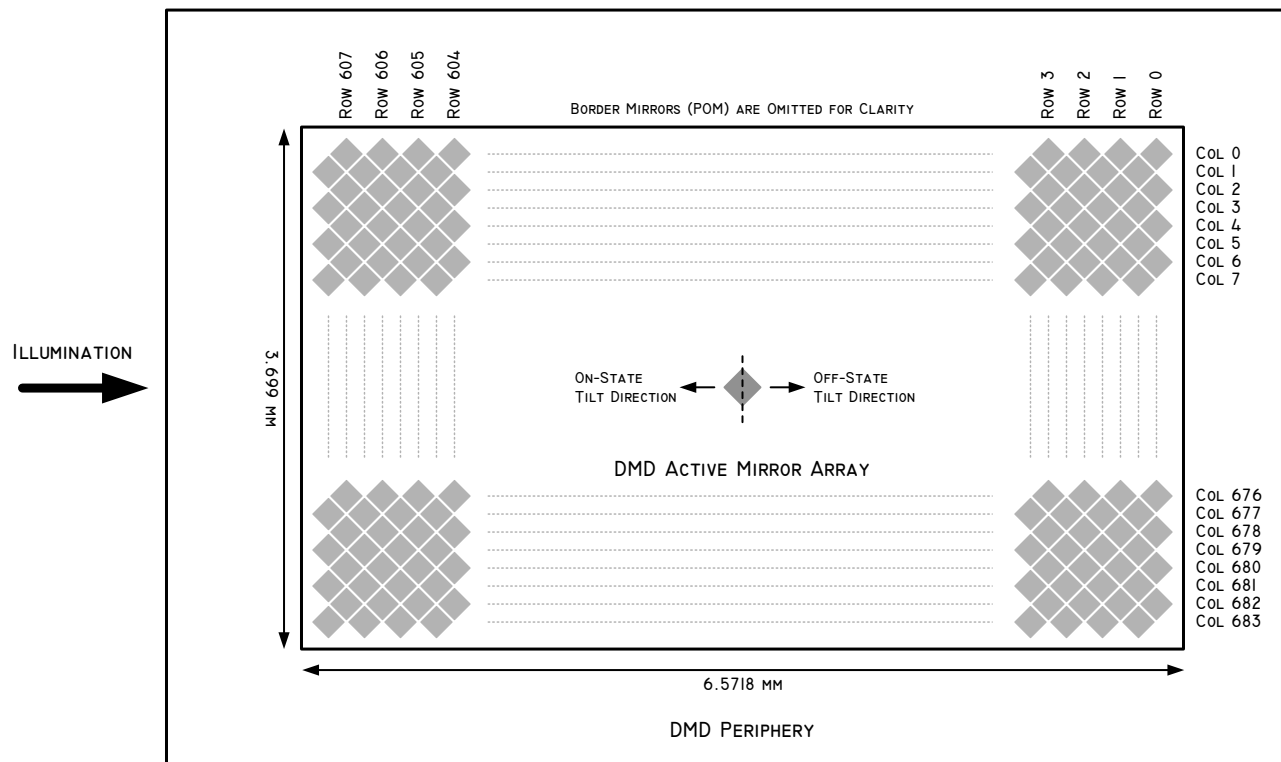 Row 607
Row 606
Row 605
Row 604
Row 3
Row 2
Row 1
Row 0
Border Mirrors (POM) are Omitted for Clarity
Col 0
Col 1
Col 2
Col 3
Col 4
Col 5
Col 6
Col 7
Illumination
3.699 mm
On-State
Tilt Direction
Off-State
Tilt Direction
DMD Active Mirror Array
Col 676
Col 677
Col 678
Col 679
Col 680
Col 681
Col 682
Col 683
6.5718 mm
DMD Periphery